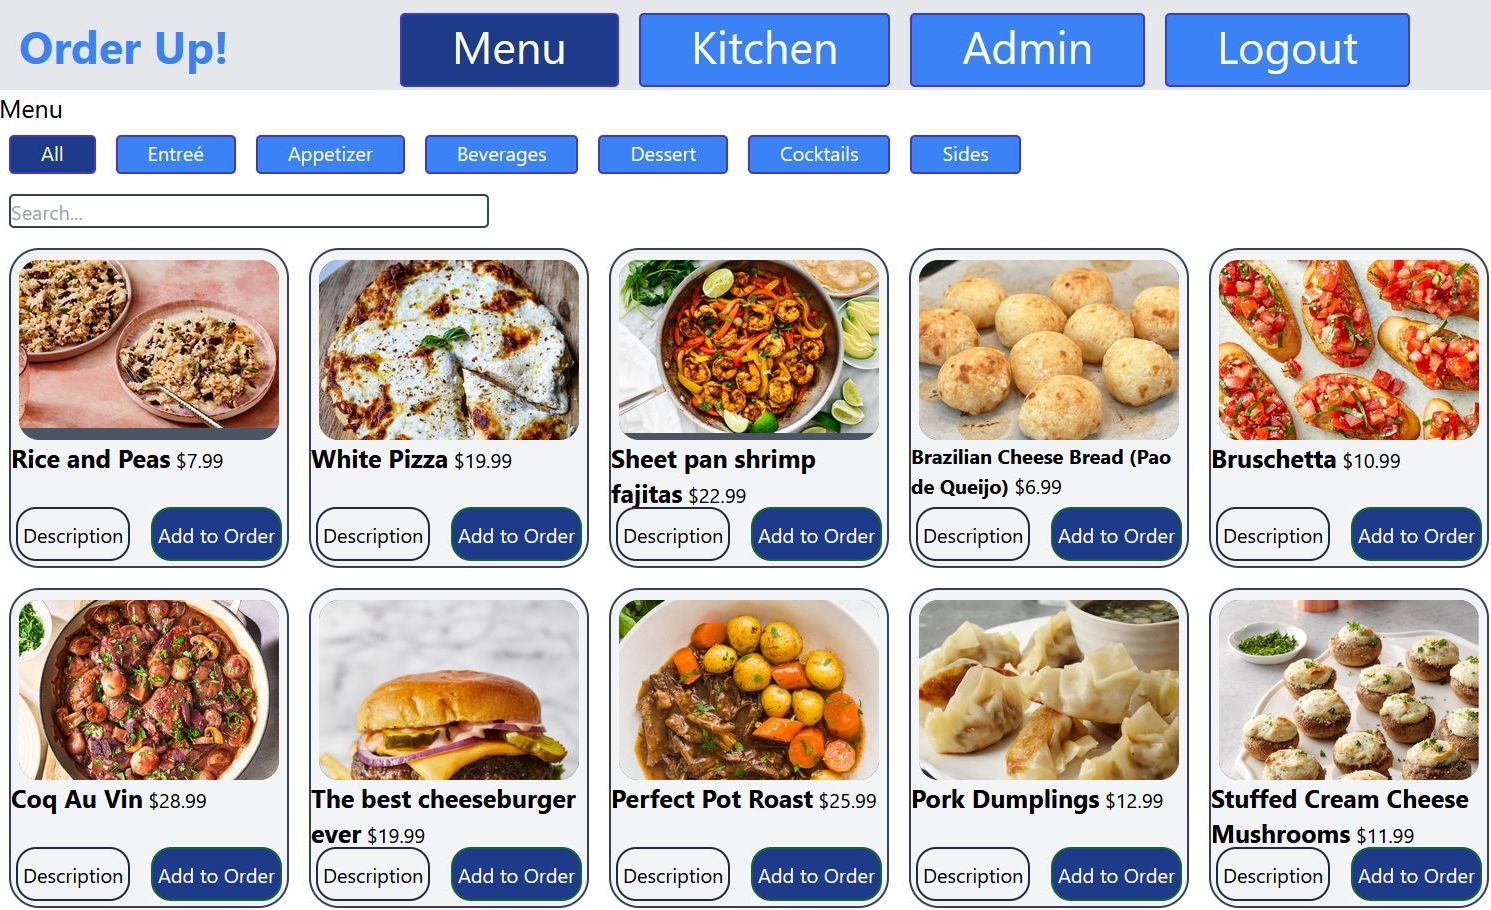 Order Up!
Menu
Kitchen
Admin
Logout
Menu
All
Entreé
Appetizer
Beverages
Dessert
Cocktails
Sides
Search...
Rice and Peas $7.99
Description
Add to Order
White Pizza $19.99
Description
Add to Order
Sheet pan shrimp
fajitas $22.99
Description
Add to Order
Brazilian Cheese Bread (Pao
de Queijo) $6.99
Description
Add to Order
Bruschetta $10.99
Description
Add to Order
Coq Au Vin $28.99
Description
Add to Order
The best cheeseburger
ever $19.99
Description
Add to Order
Perfect Pot Roast $25.99
Description
Add to Order
Pork Dumplings $12.99
Description
Add to Order
Stuffed Cream Cheese
Mushrooms $11.99
Description
Add to Order